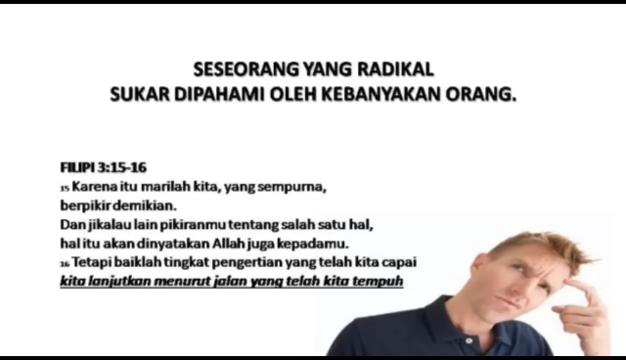 SESEORANG YANG RADIKAL
SUKAR DIPAHAMI OLEH KEBANYAKAN ORANG.
FILIPI 3:15-16
15 Karena itu marilah kita, yang sempurna,
berpikir demikian.
Dan jikalau lain pikiranmu tentang salah satu hal,
hal itu akan dinyatakan Allah juga kepadamu.
16 Tetapi baiklah tingkat pengertian yang telah kita capai
kita lanjutkan menurut jalan yang telah kita tempuh